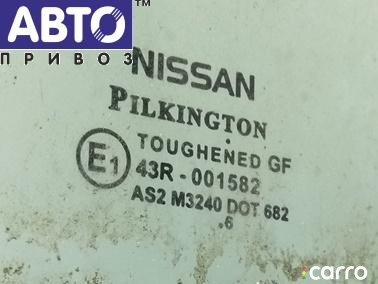 АВТО™
ПРИВОЗ
NISSAN
PILKINGTON
E1
TOUGHENED GF
43R - 001582
AS2 M3240 DOT 682
.6
carro